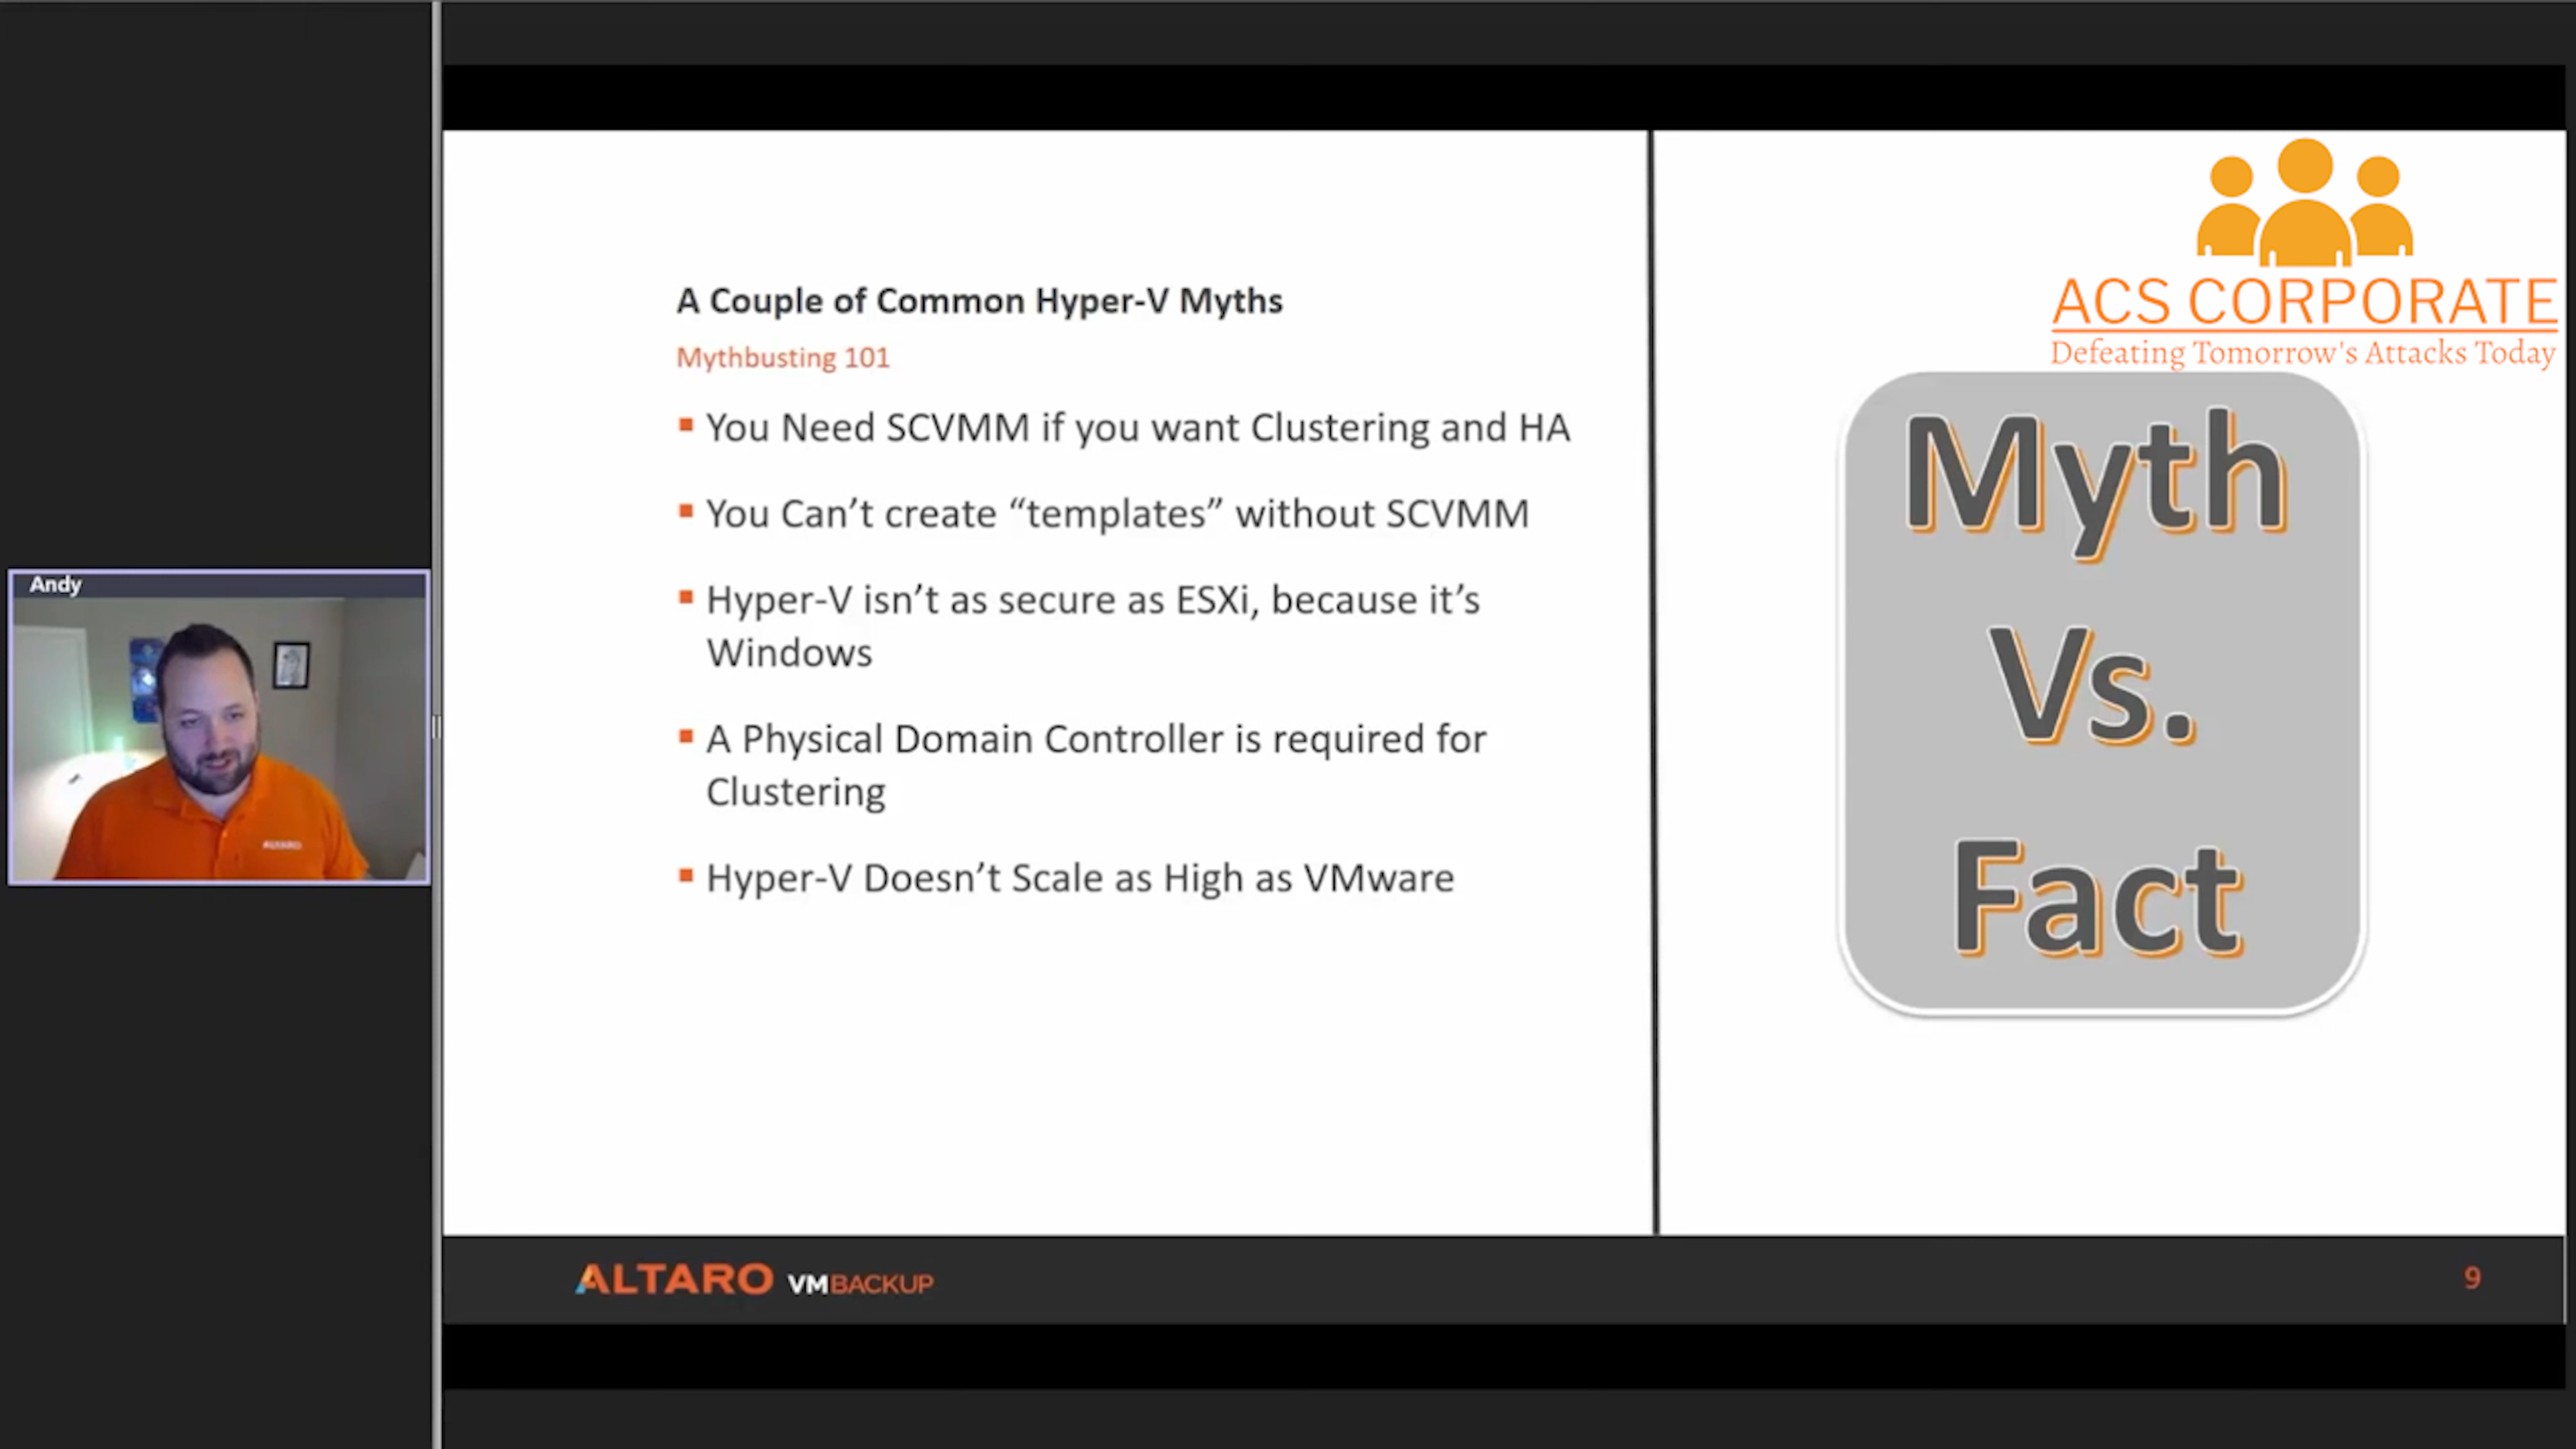 Andy
ALTARO
A Couple of Common Hyper-V Myths
Mythbusting 101
You Need SCVMM if you want Clustering and HA
You Can’t create “templates” without SCVMM
Hyper-V isn’t as secure as ESXi, because it’s
Windows
A Physical Domain Controller is required for
Clustering
Hyper-V Doesn’t Scale as High as VMware
ACS CORPORATE
Defeating Tomorrow's Attacks Today
Myth
Vs.
Fact
ALTARO VMBACKUP
9